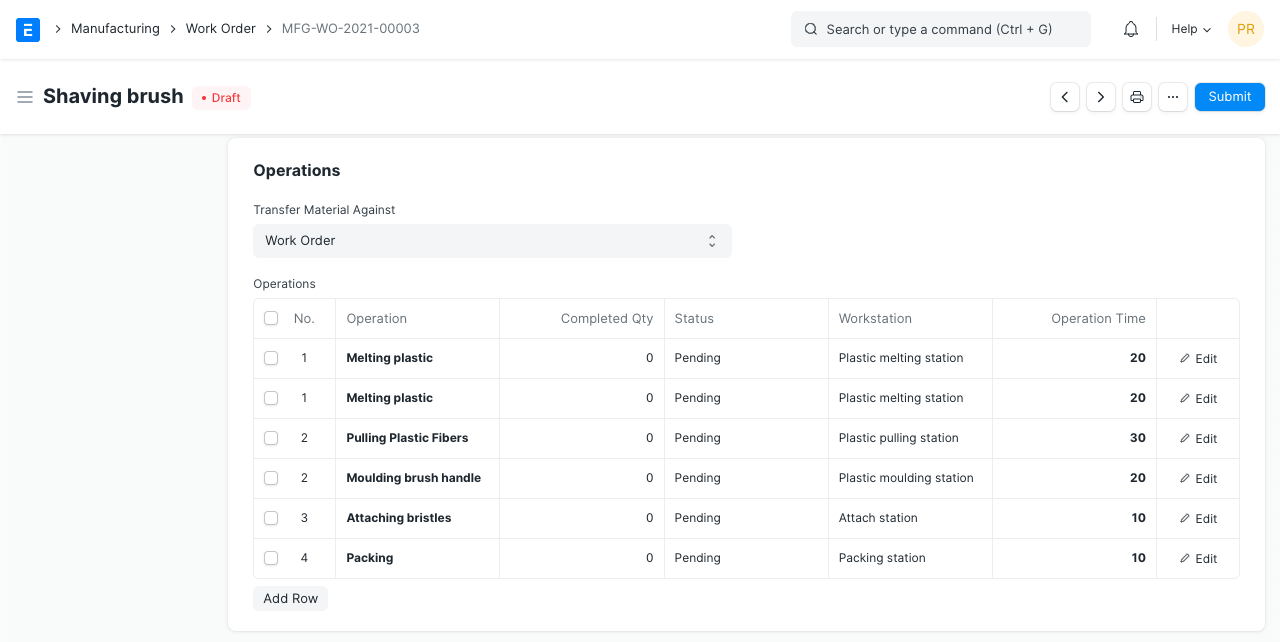 E Manufacturing Work Order MFG-WO-2021-00003 Search or type a command (Ctrl + G) Help PR
Shaving brush • Draft ··· Submit
Operations
Transfer Material Against
Work Order
Operations
No. Operation Completed Qty Status Workstation Operation Time
1 Melting plastic 0 Pending Plastic melting station 20 Edit
1 Melting plastic 0 Pending Plastic melting station 20 Edit
2 Pulling Plastic Fibers 0 Pending Plastic pulling station 30 Edit
2 Moulding brush handle 0 Pending Plastic moulding station 20 Edit
3 Attaching bristles 0 Pending Attach station 10 Edit
4 Packing 0 Pending Packing station 10 Edit
Add Row